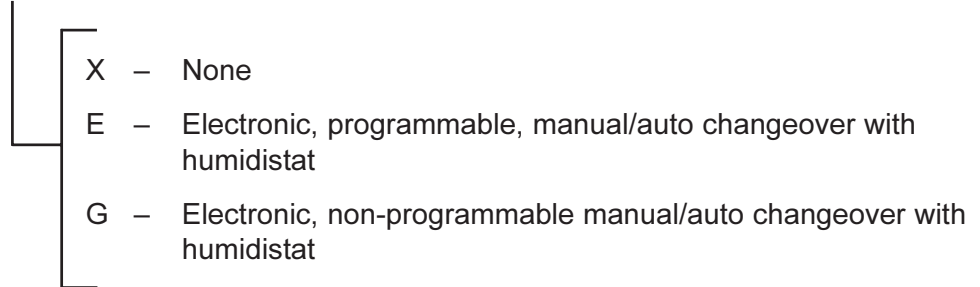 X – None
E – Electronic, programmable, manual/auto changeover with
humidistat
G – Electronic, non-programmable manual/auto changeover with
humidistat